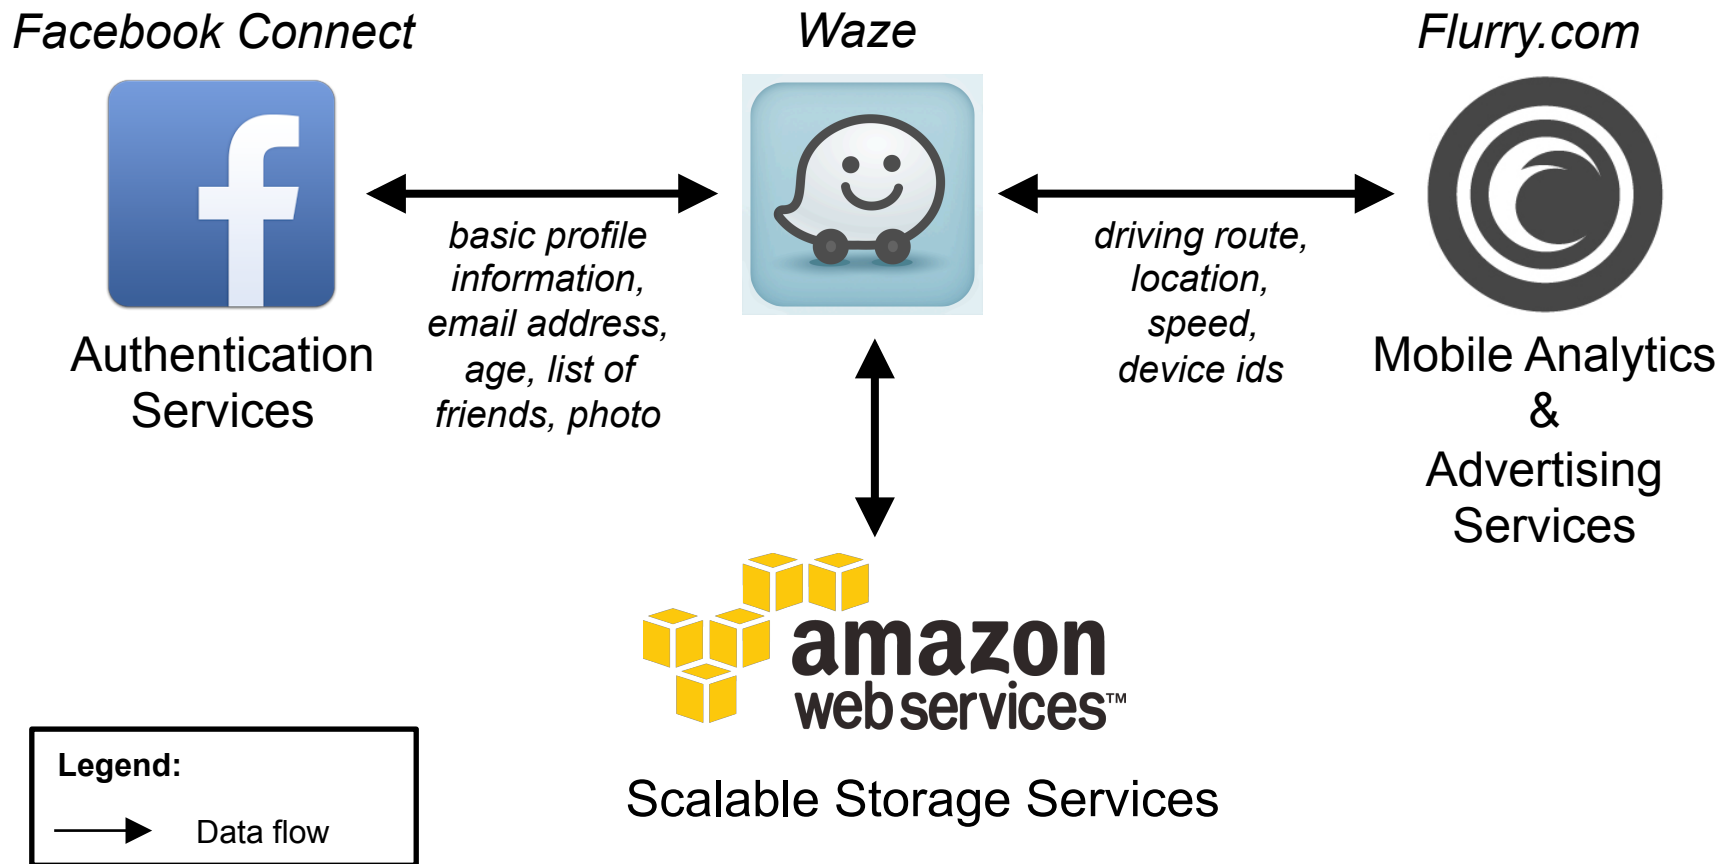 Facebook Connect
Waze
Flurry.com
basic profile
information,
email address,
age, list of
friends, photo
driving route,
location,
speed,
device ids
Authentication
Services
Mobile Analytics
&
Advertising
Services
amazon
web services™
Scalable Storage Services
Legend:
Data flow